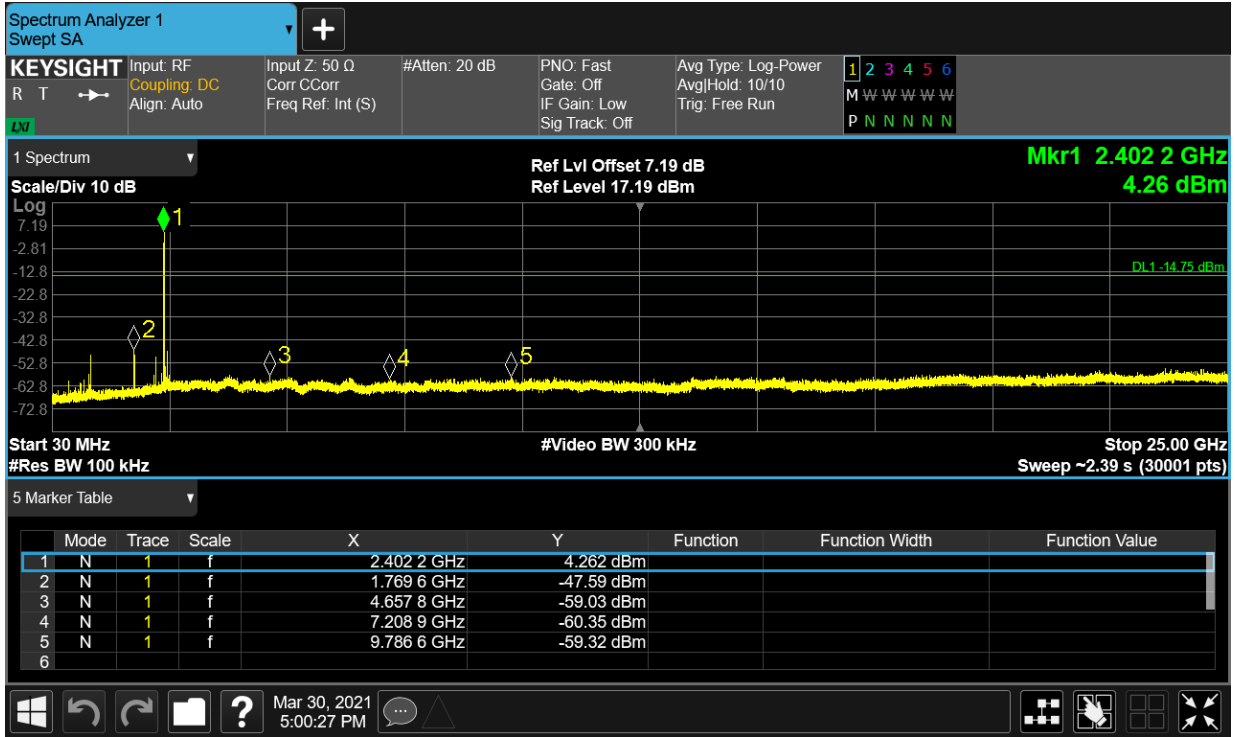 Spectrum Analyzer 1
Swept SA
KEYSIGHT
R T
LXI
Input: RF
Coupling: DC
Align: Auto
Input Z: 50 Ω
Corr CCorr
Freq Ref: Int (S)
#Atten: 20 dB
PNO: Fast
Gate: Off
IF Gain: Low
Sig Track: Off
Avg Type: Log-Power
Avg|Hold: 10/10
Trig: Free Run
1 2 3 4 5 6
M W W W W W
P N N N N N
1 Spectrum
Scale/Div 10 dB
Ref Lvl Offset 7.19 dB
Ref Level 17.19 dBm
Mkr1 2.402 2 GHz
4.26 dBm
Log
7.19
-2.81
-12.8
-22.8
-32.8
-42.8
-52.8
-62.8
-72.8
1
2
3
4
5
DL1 -14.75 dBm
Start 30 MHz
#Video BW 300 kHz
Stop 25.00 GHz
#Res BW 100 kHz
Sweep ~2.39 s (30001 pts)
5 Marker Table
Mode Trace Scale X Y Function Function Width Function Value
1 N 1 f 2.402 2 GHz 4.262 dBm
2 N 1 f 1.769 6 GHz -47.59 dBm
3 N 1 f 4.657 8 GHz -59.03 dBm
4 N 1 f 7.208 9 GHz -60.35 dBm
5 N 1 f 9.786 6 GHz -59.32 dBm
6
?
Mar 30, 2021
5:00:27 PM